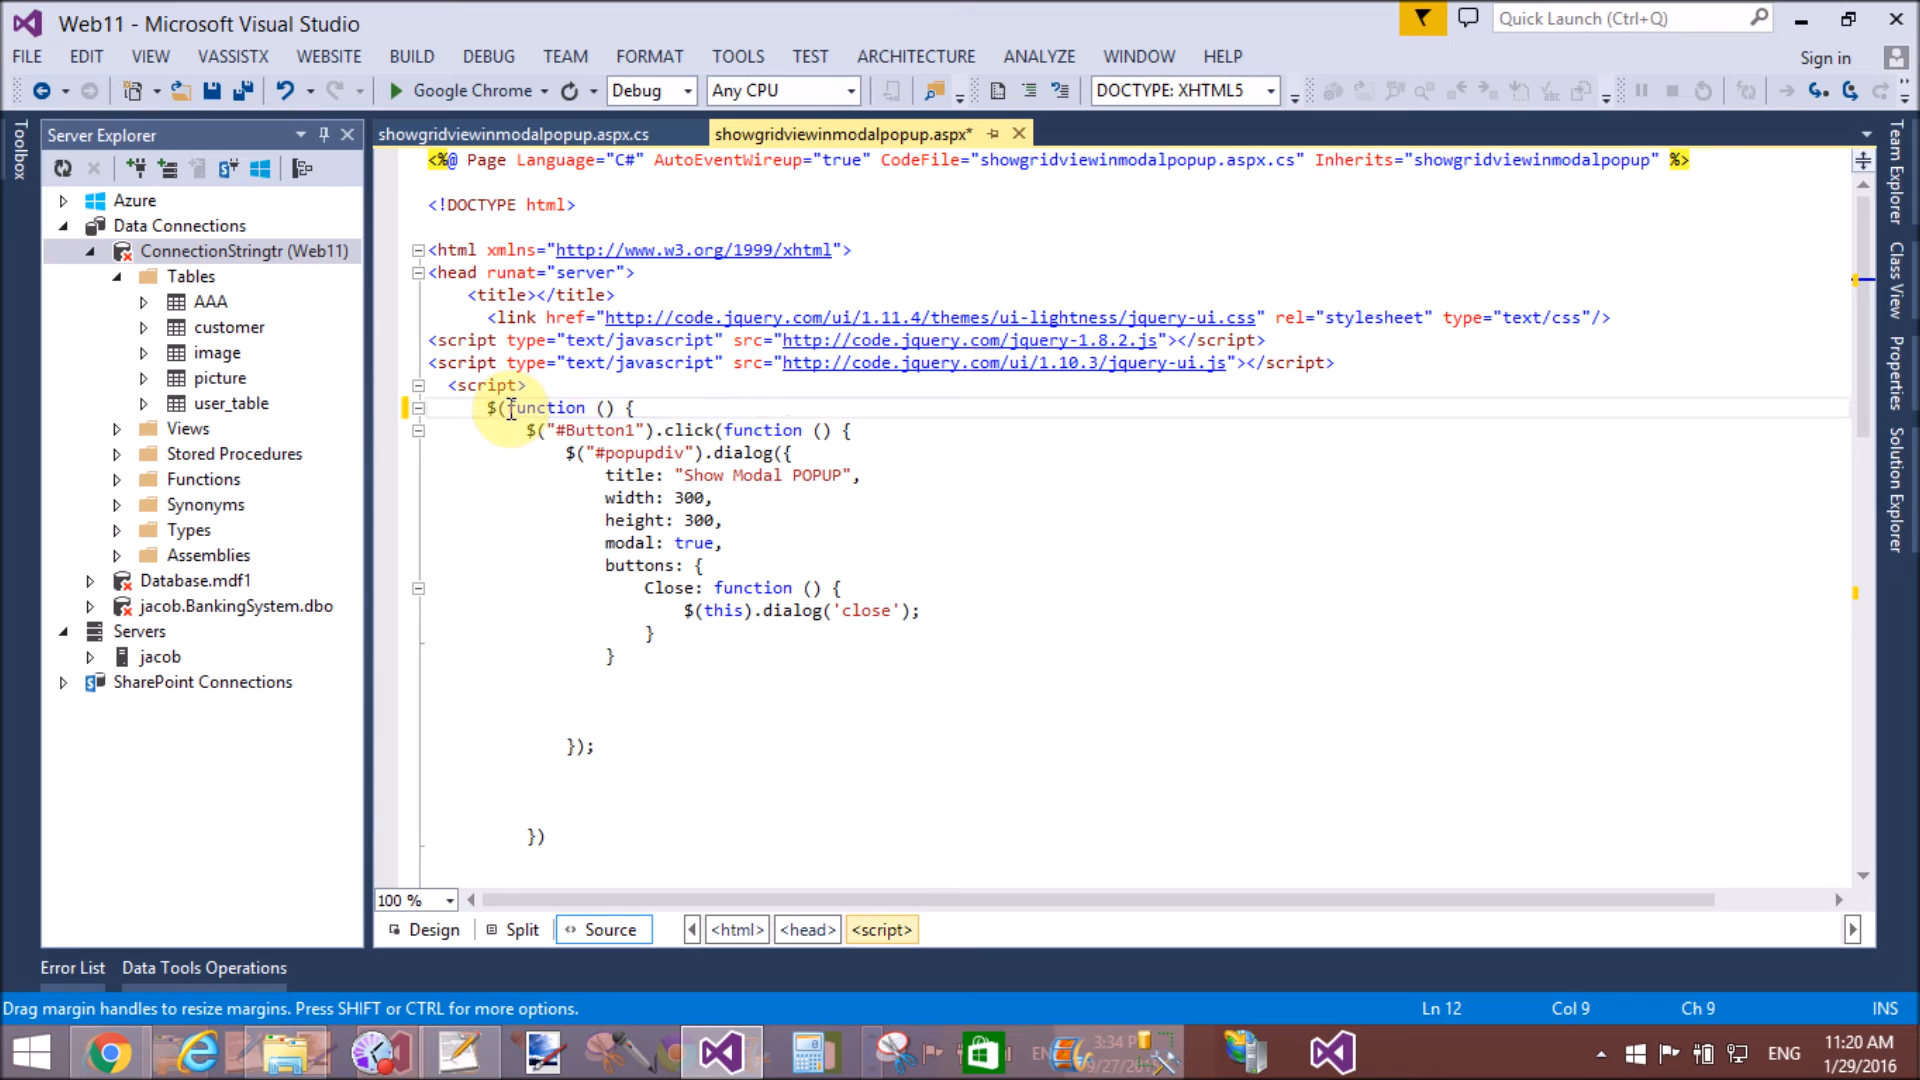 Web11 - Microsoft Visual Studio
Quick Launch (Ctrl+Q)
FILE EDIT VIEW VASSISTX WEBSITE BUILD DEBUG TEAM FORMAT TOOLS TEST ARCHITECTURE ANALYZE WINDOW HELP
Sign in
Google Chrome Debug Any CPU DOCTYPE: XHTML5
Toolbox
Server Explorer
Azure
Data Connections
ConnectionStringtr (Web11)
Tables
AAA
customer
image
picture
user_table
Views
Stored Procedures
Functions
Synonyms
Types
Assemblies
Database.mdf1
jacob.BankingSystem.dbo
Servers
jacob
SharePoint Connections
showgridviewinmodalpopup.aspx.cs showgridviewinmodalpopup.aspx*
<%@ Page Language="C#" AutoEventWireup="true" CodeFile="showgridviewinmodalpopup.aspx.cs" Inherits="showgridviewinmodalpopup" %>
<!DOCTYPE html>
<html xmlns="http://www.w3.org/1999/xhtml">
<head runat="server">
<title></title>
<link href="http://code.jquery.com/ui/1.11.4/themes/ui-lightness/jquery-ui.css" rel="stylesheet" type="text/css"/>
<script type="text/javascript" src="http://code.jquery.com/jquery-1.8.2.js"></script>
<script type="text/javascript" src="http://code.jquery.com/ui/1.10.3/jquery-ui.js"></script>
<script>
$(function () {
$("#Button1").click(function () {
$("#popupdiv").dialog({
title: "Show Modal POPUP",
width: 300,
height: 300,
modal: true,
buttons: {
Close: function () {
$(this).dialog('close');
}
}
});
})
100 %
Design Split Source <html> <head> <script>
Team Explorer
Class View
Properties
Solution Explorer
Error List Data Tools Operations
Drag margin handles to resize margins. Press SHIFT or CTRL for more options.
Ln 12 Col 9 Ch 9 INS
3:34 P
9/27/20
ENG
11:20 AM
1/29/2016